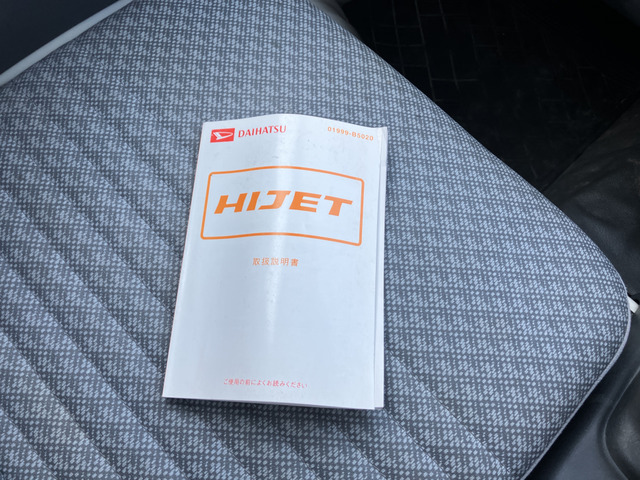 DAIHATSU
01999-B5020
HIJET
取扱説明書
ご使用の前によくお読みください